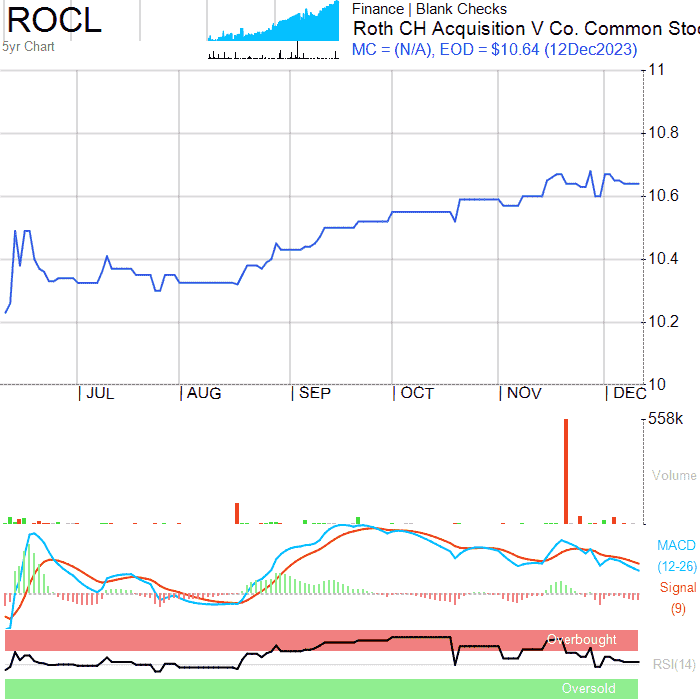 ROCL
5yr Chart
Finance | Blank Checks
Roth CH Acquisition V Co. Common Stoc
MC = (N/A), EOD = $10.64 (12Dec2023)
11
10.8
10.6
10.4
10.2
10
| JUL | AUG | SEP | OCT | NOV | DEC
558k
Volume
MACD
(12-26)
Signal
(9)
Overbought
RSI(14)
Oversold